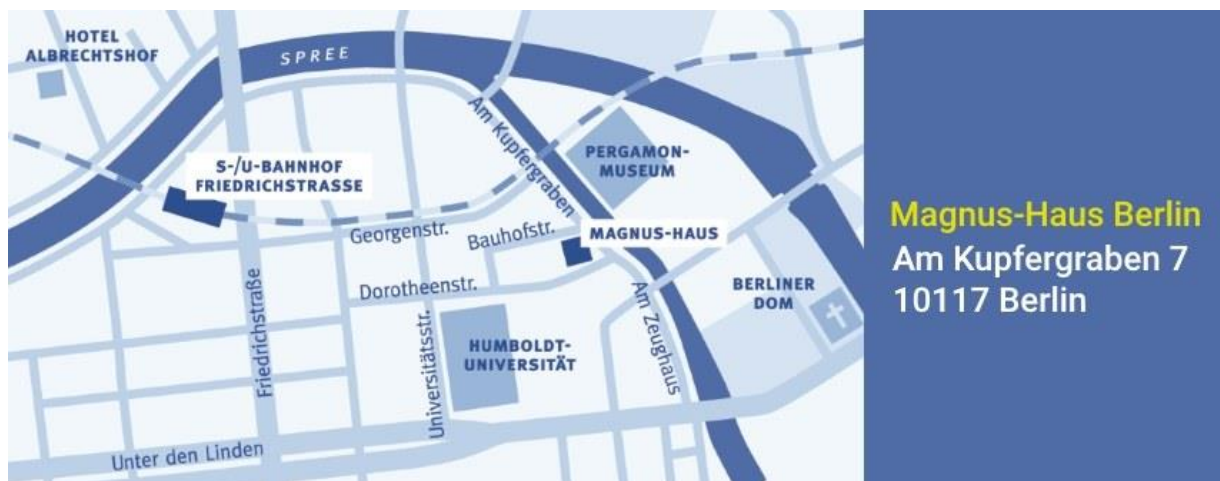 HOTEL
ALBRECHTSHOF
SPREE
S-/U-BAHNHOF
FRIEDRICHSTRASSE
Am Kupfergraben
PERGAMON-
MUSEUM
Georgenstr.
Bauhofstr.
MAGNUS-HAUS
Dorotheenstr.
Friedrichstraße
Universitätsstr.
HUMBOLDT-
UNIVERSITÄT
Am Zeughaus
BERLINER
DOM
Unter den Linden
Magnus-Haus Berlin
Am Kupfergraben 7
10117 Berlin